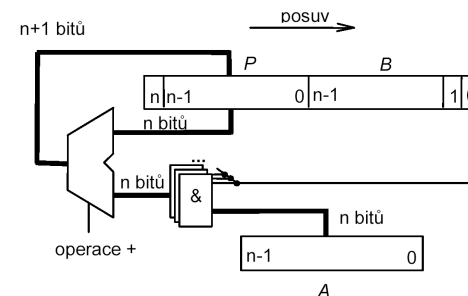 posuv
n+1 bitů
P
B
n n-1 0 n-1 1
n bitů
...
n bitů
&
n bitů
operace +
n-1 0
A